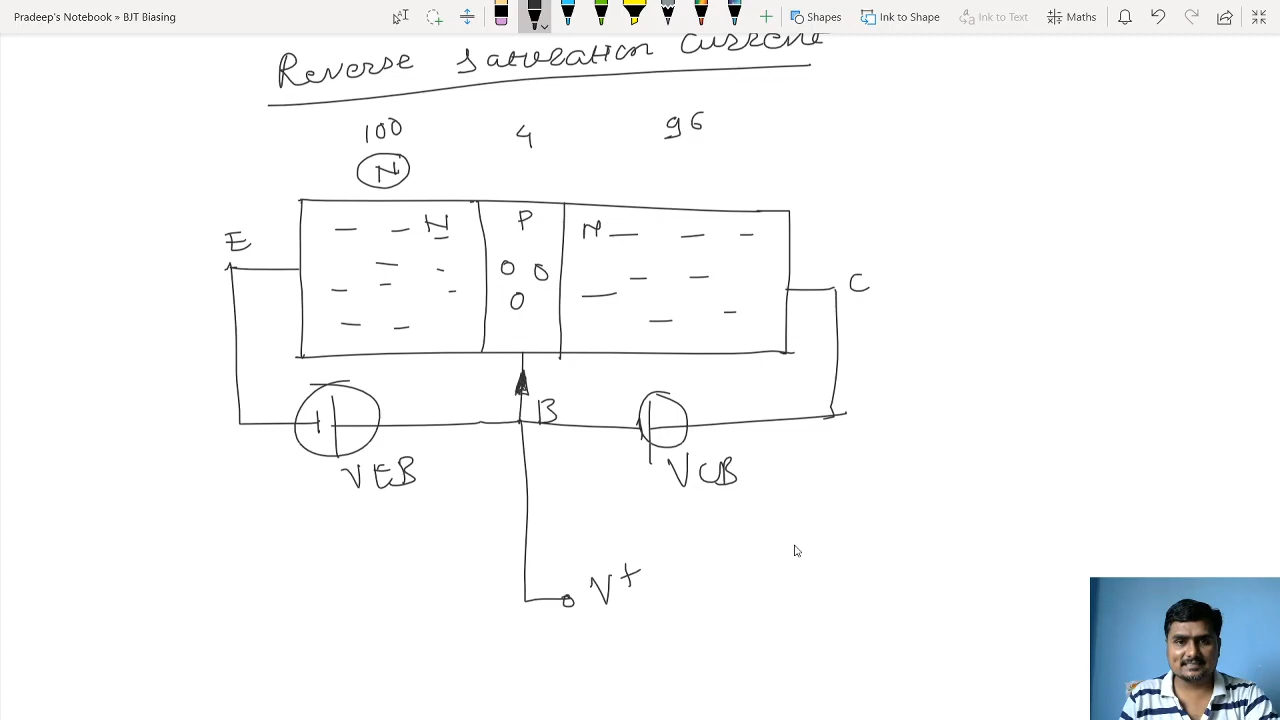 Pradeep's Notebook » BJT Biasing
Shapes Ink to Shape Ink to Text Maths
Reverse Saturation Current
100 4 96
N
N P N
E
C
B
VEB VCB
V+